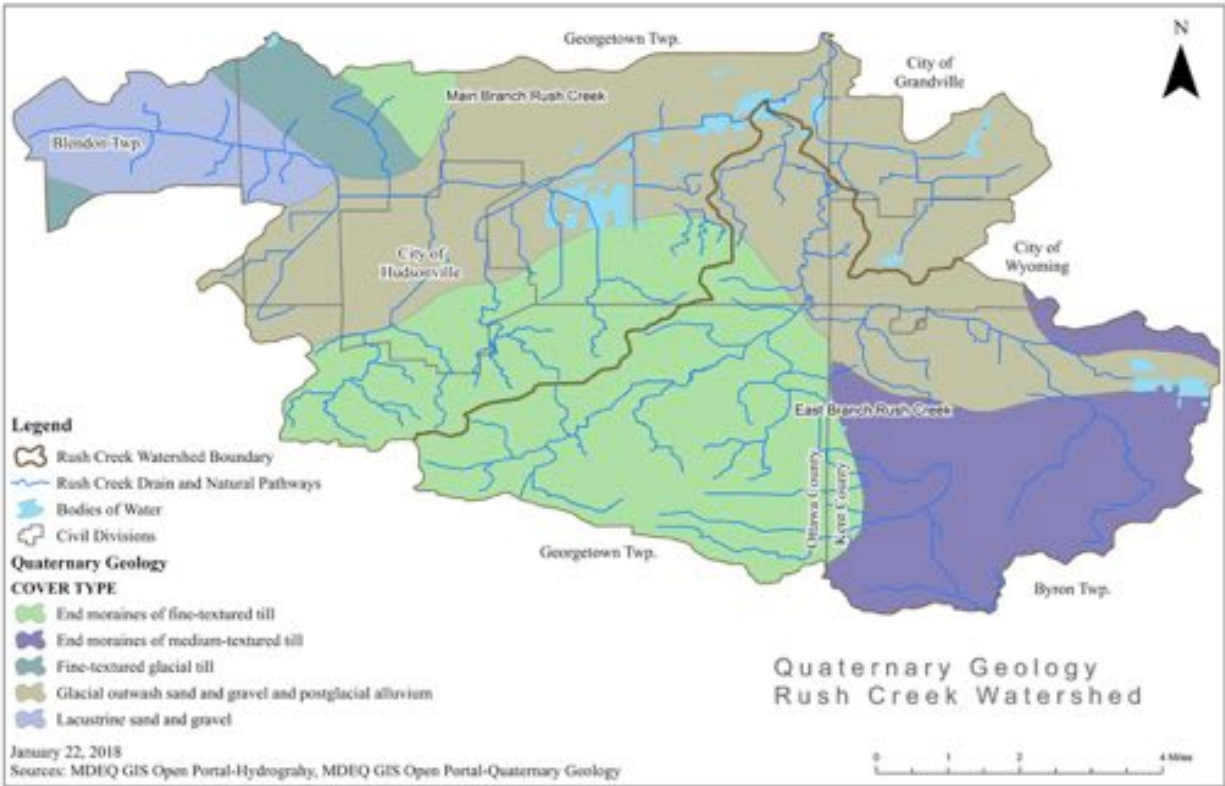 N
Georgetown Twp.
City of
Grandville
Main Branch Rush Creek
Blendon Twp.
City of
Hudsonville
City of
Wyoming
East Branch Rush Creek
Ottawa County
Kent County
Georgetown Twp.
Byron Twp.
Legend
Rush Creek Watershed Boundary
Rush Creek Drain and Natural Pathways
Bodies of Water
Civil Divisions
Quaternary Geology
COVER TYPE
End moraines of fine-textured till
End moraines of medium-textured till
Fine-textured glacial till
Glacial outwash sand and gravel and postglacial alluvium
Lacustrine sand and gravel
Quaternary Geology
Rush Creek Watershed
January 22, 2018
Sources: MDEQ GIS Open Portal-Hydrograhy, MDEQ GIS Open Portal-Quaternary Geology
0 1 2 4 Miles